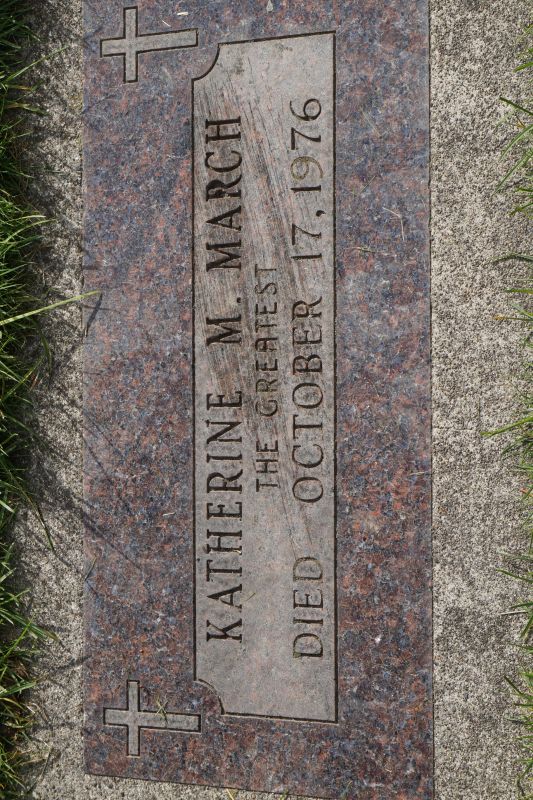 KATHERINE M. MARCH
THE GREATEST
DIED OCTOBER 17, 1976